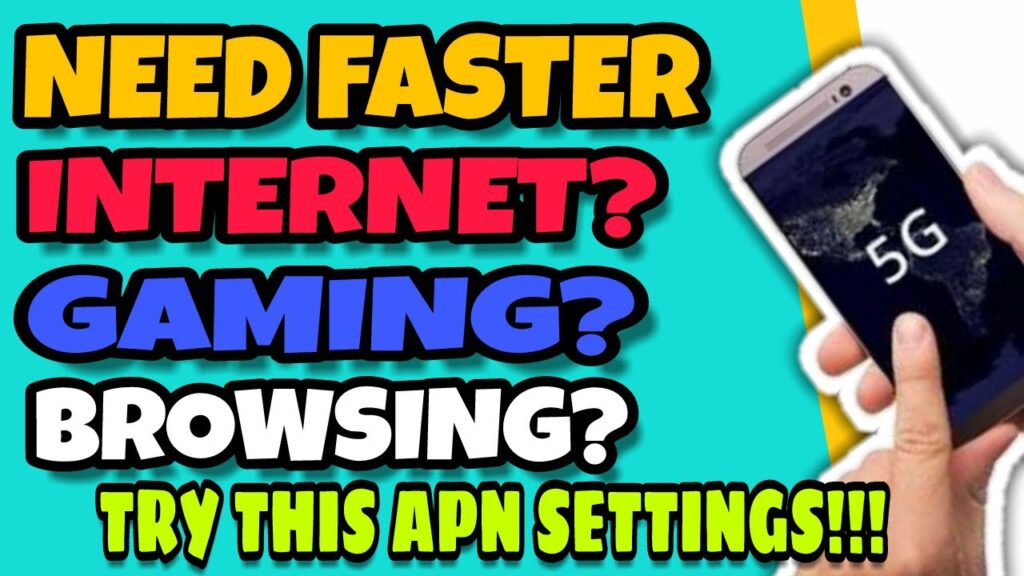 NEED FASTER
INTERNET?
GAMING?
BROWSING?
TRY THIS APN SETTINGS!!!
5G